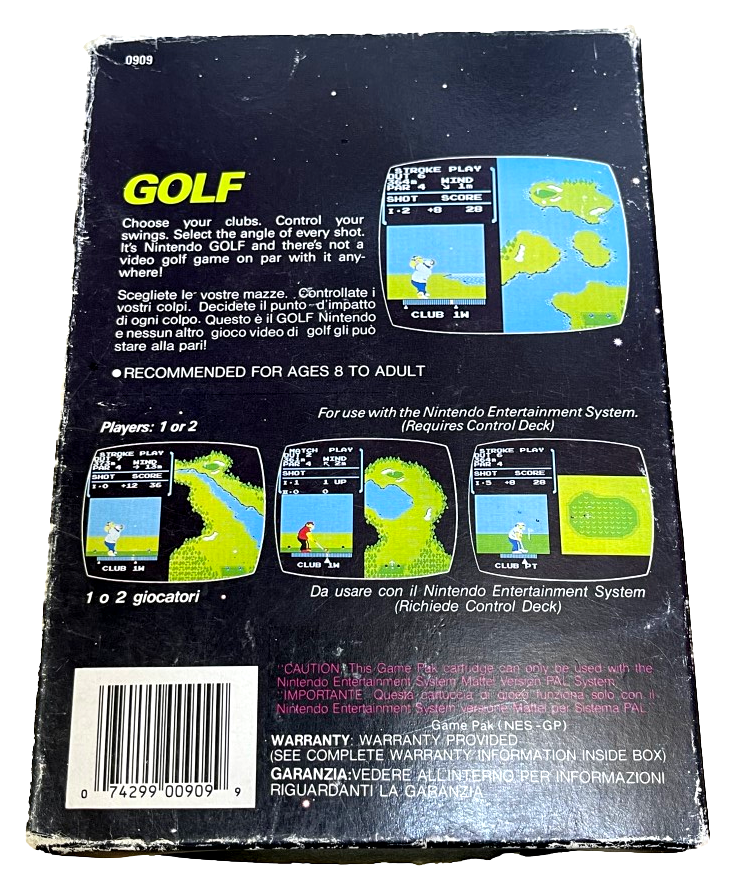 0909
GOLF
Choose your clubs. Control your
swings. Select the angle of every shot.
It's Nintendo GOLF and there's not a
video golf game on par with it any-
where!
Scegliete le vostre mazze. Controllate i
vostri colpi. Decidete il punto d'impatto
di ogni colpo. Questo è il GOLF Nintendo
e nessun altro gioco video di golf gli può
stare alla pari!
STROKE PLAY
OUT 6
364m WIND
PAR 4 1m
SHOT SCORE
I-2 +8 28
CLUB 1W
●RECOMMENDED FOR AGES 8 TO ADULT
Players: 1 or 2
For use with the Nintendo Entertainment System.
(Requires Control Deck)
STROKE PLAY
WIND
PAR 4
SHOT SCORE
I-0 +12 36
CLUB 1W
MATCH PLAY
WIND
PAR 4 2m
SHOT
I-1 1 UP
II-0 0
CLUB 1W
STROKE PLAY
PAR 4
SHOT SCORE
I-5 +8 28
CLUB PT
1 o 2 giocatori
Da usare con il Nintendo Entertainment System
(Richiede Control Deck)
"CAUTION, This Game Pak cartridge can only be used with the
Nintendo Entertainment System Mattel Version PAL System
"IMPORTANTE Questa cartuccia di gioco funziona solo con il
Nintendo Entertainment System versione Mattel per Sistema PAL
Game Pak (NES-GP)
WARRANTY: WARRANTY PROVIDED
(SEE COMPLETE WARRANTY INFORMATION INSIDE BOX)
GARANZIA:VEDERE ALL'INTERNO PER INFORMAZIONI
RIGUARDANTI LA GARANZIA
0 74299 00909 9